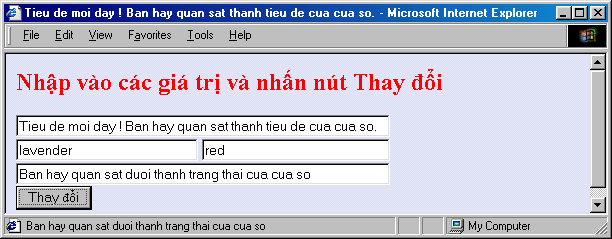 Tieu de moi day ! Ban hay quan sat thanh tieu de cua cua so. - Microsoft Internet Explorer
File Edit View Favorites Tools Help
Nhập vào các giá trị và nhấn nút Thay đổi
Tieu de moi day ! Ban hay quan sat thanh tieu de cua cua so.
lavender red
Ban hay quan sat duoi thanh trang thai cua cua so
Thay đổi
Ban hay quan sat duoi thanh trang thai cua cua so My Computer